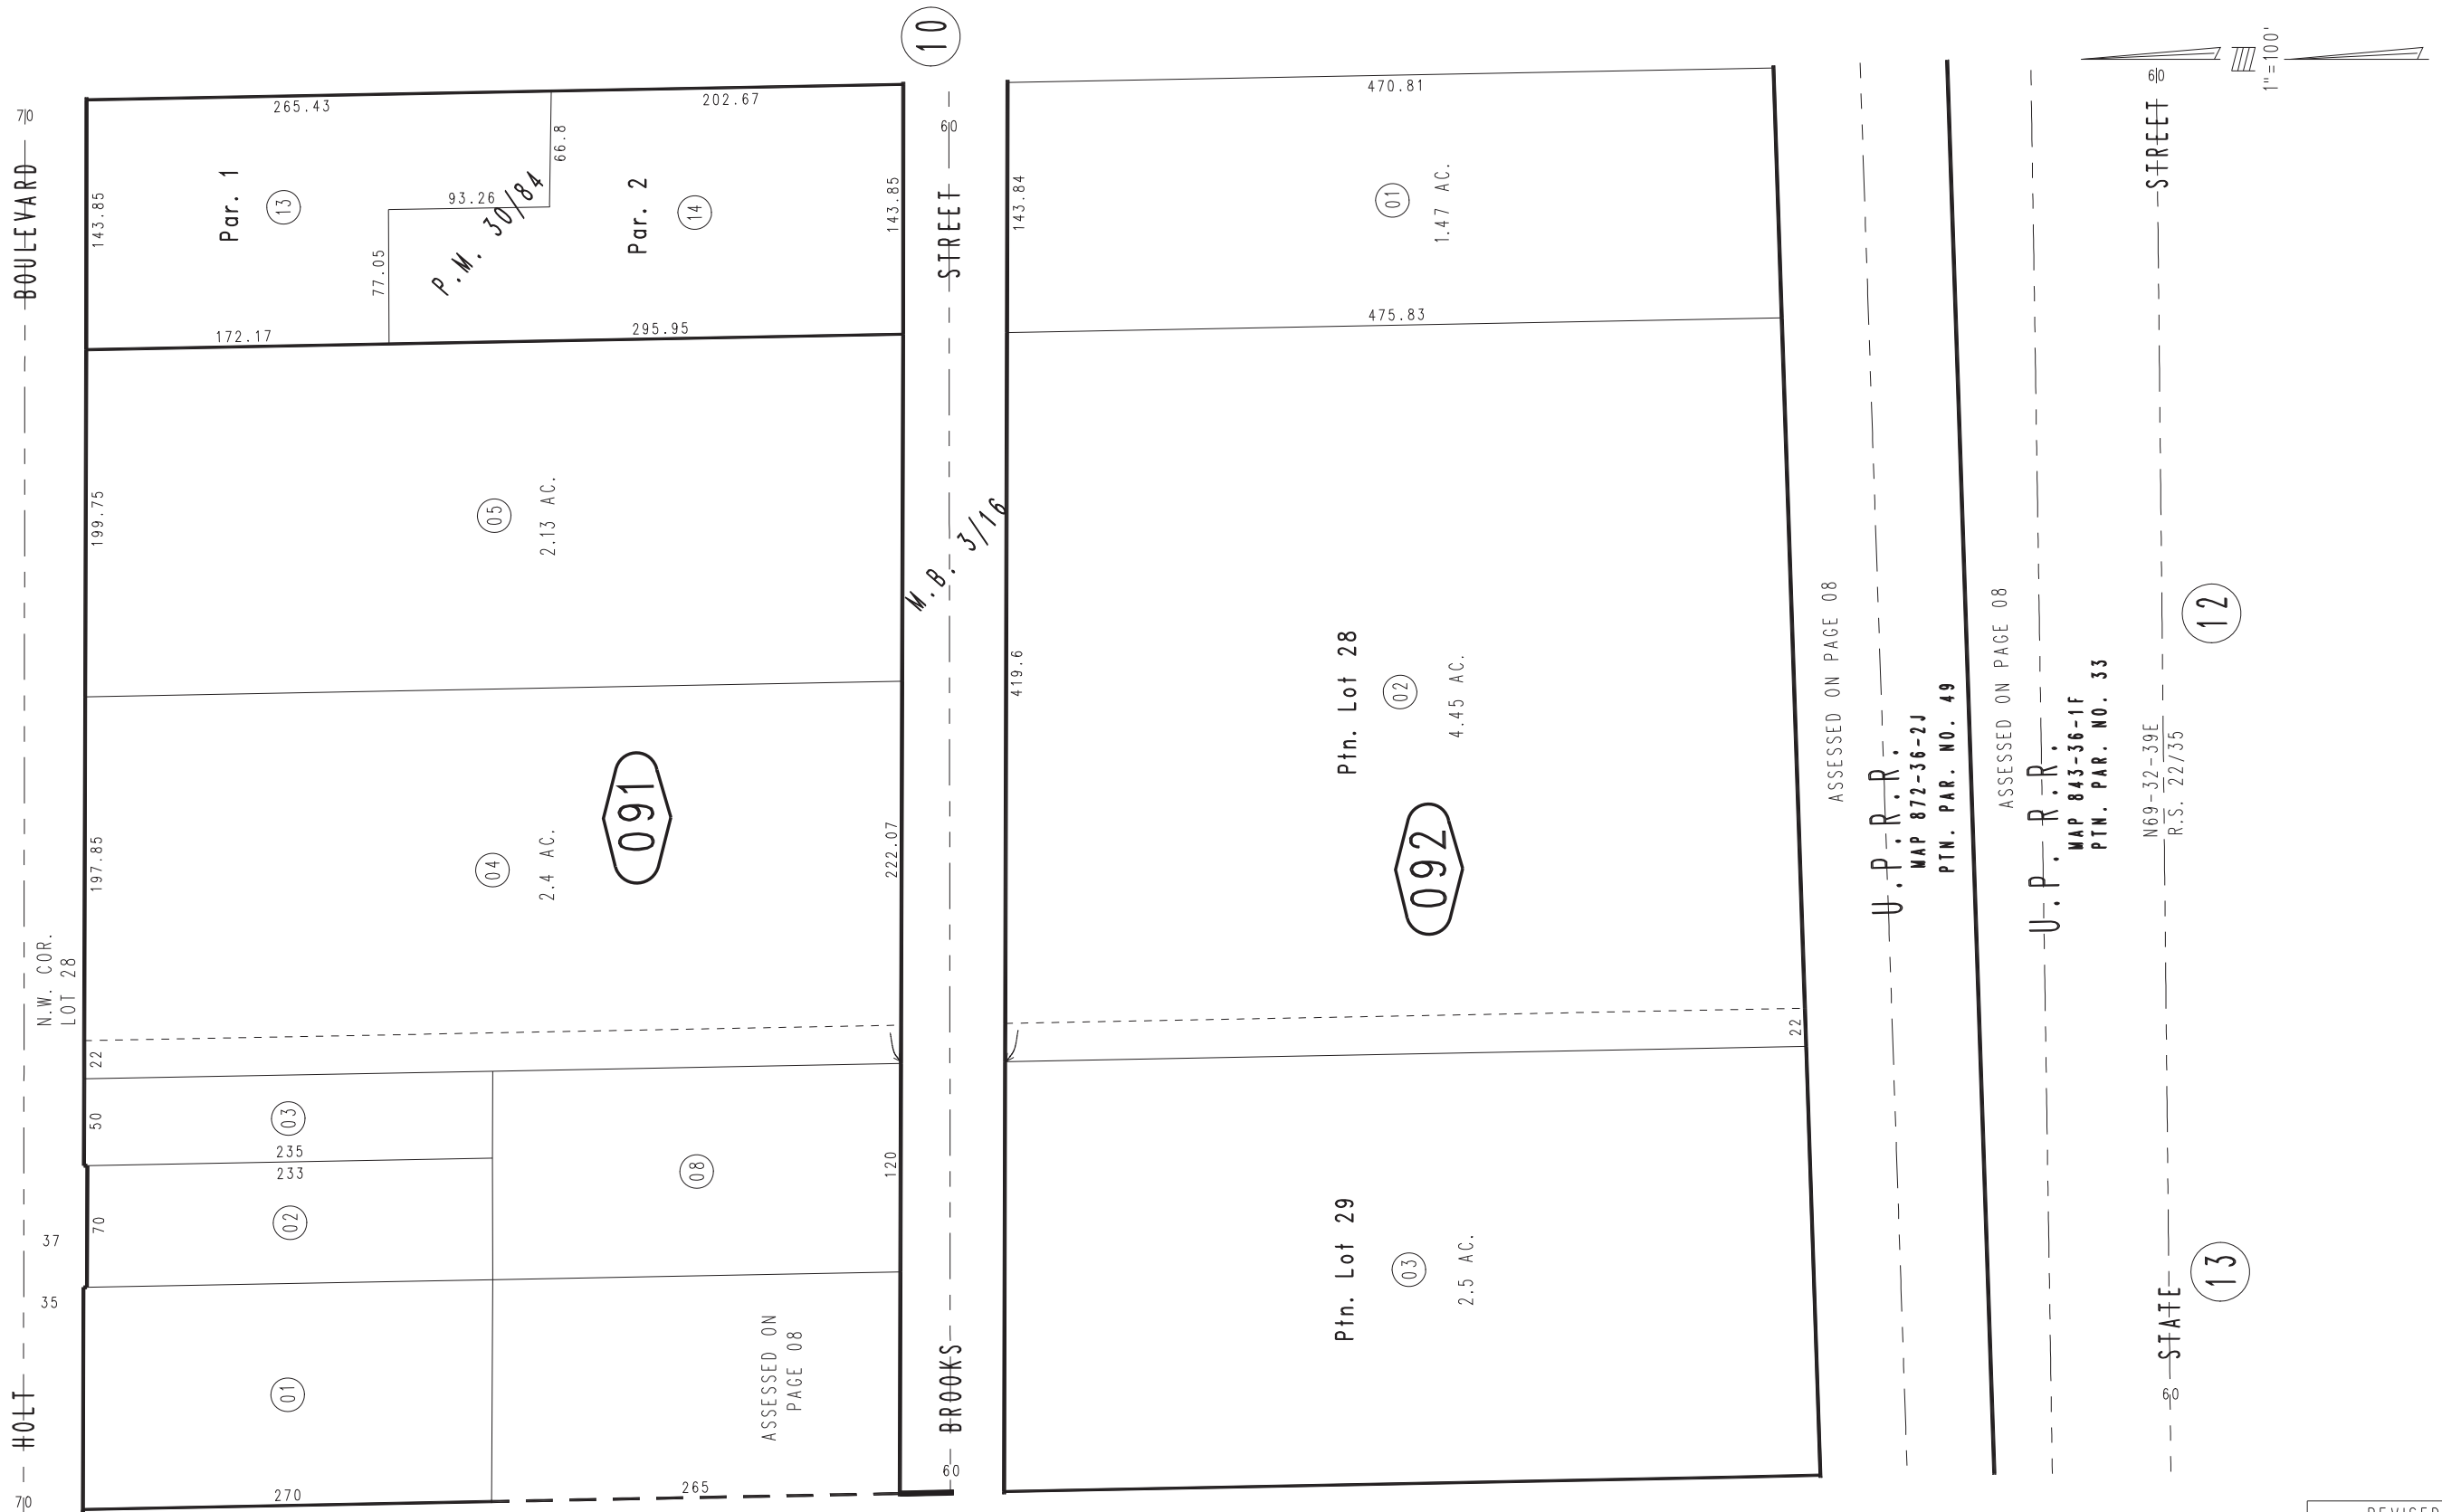 HOLT BOULEVARD
70
70
N.W. COR.
LOT 28
37
35
270
01
70
02
233
235
50
03
22
197.85
04
2.4 AC.
091
199.75
05
2.13 AC.
143.85
172.17
Par. 1
13
265.43
77.05
93.26
66.8
P.M. 30/84
202.67
Par. 2
14
295.95
143.85
265
ASSESSED ON
PAGE 08
08
120
222.07
10
BROOKS STREET
60
60
M.B. 3/16
Ptn. Lot 29
03
2.5 AC.
22
419.6
Ptn. Lot 28
02
4.45 AC.
092
143.84
475.83
01
1.47 AC.
470.81
ASSESSED ON PAGE 08
U.P.R.R.
MAP 872-36-2J
PTN. PAR. NO. 49
ASSESSED ON PAGE 08
U.P.R.R.
MAP 843-36-1F
PTN. PAR. NO. 33
N69-32-39E
R.S. 22/35
STATE STREET
60
60
13
12
1"=100'
REVISED